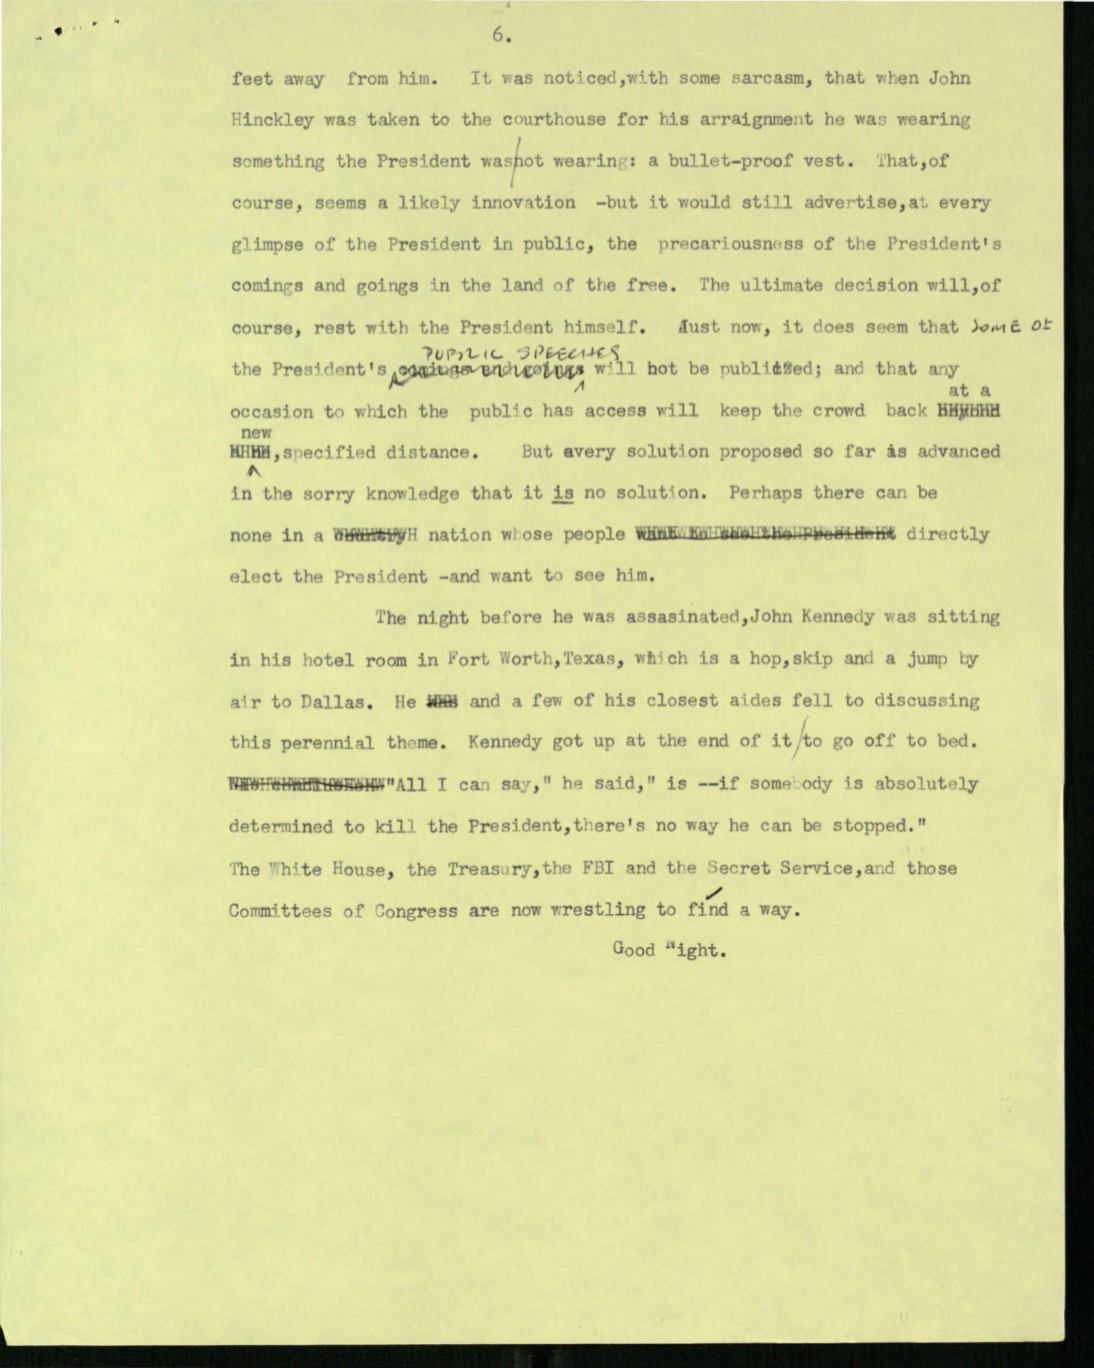 6.
feet away from him. It was noticed,with some sarcasm, that when John
Hinckley was taken to the courthouse for his arraignment he was wearing
something the President was/not wearing: a bullet-proof vest. That,of
course, seems a likely innovation -but it would still advertise,at every
glimpse of the President in public, the precariousness of the President's
comings and goings in the land of the free. The ultimate decision will,of
course, rest with the President himself. Just now, it does seem that SOME OF
PUBLIC SPEECHES
the President's comings and goings will not be publicised; and that any
at a
occasion to which the public has access will keep the crowd back
new
,specified distance. But every solution proposed so far is advanced
in the sorry knowledge that it is no solution. Perhaps there can be
none in a country nation whose people want to see the President directly
elect the President -and want to see him.
The night before he was assasinated,John Kennedy was sitting
in his hotel room in Fort Worth,Texas, which is a hop,skip and a jump by
air to Dallas. He and a few of his closest aides fell to discussing
this perennial theme. Kennedy got up at the end of it/to go off to bed.
"All I can say," he said," is --if somebody is absolutely
determined to kill the President,there's no way he can be stopped."
The White House, the Treasury,the FBI and the Secret Service,and those
Committees of Congress are now wrestling to find a way.
Good Night.